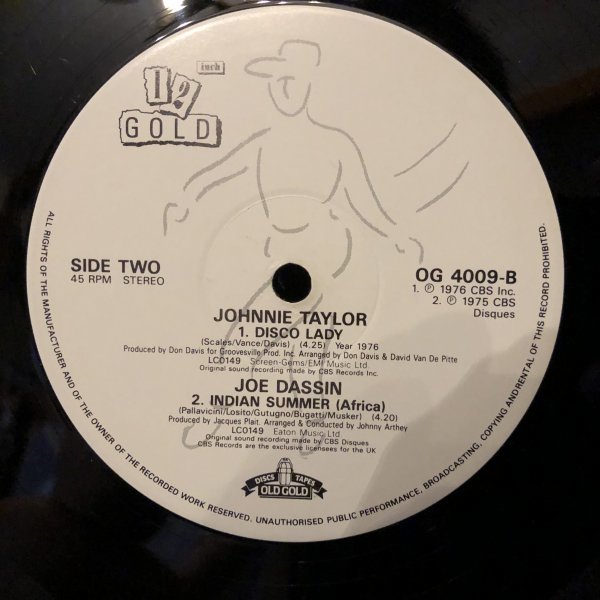 12 inch
GOLD
SIDE TWO
45 RPM STEREO
OG 4009-B
1. ℗ 1976 CBS Inc.
2. ℗ 1975 CBS
Disques
JOHNNIE TAYLOR
1. DISCO LADY
(Scales/Vance/Davis) (4.25) Year 1976
Produced by Don Davis for Groovesville Prod. Inc. Arranged by Don Davis & David Van De Pitte
LC0149 Screen-Gems/EMI Music Ltd.
Original sound recording made by CBS Records Inc.
JOE DASSIN
2. INDIAN SUMMER (Africa)
(Pallavicini/Losito/Gutugno/Bugatti/Musker) (4.20)
Produced by Jacques Plait. Arranged & Conducted by Johnny Arthey
LC0149 Eaton Music Ltd.
Original sound recording made by CBS Disques
CBS Records are the exclusive licensees for the UK
DISCS TAPES
OLD GOLD
ALL RIGHTS OF THE MANUFACTURER AND OF THE OWNER OF THE RECORDED WORK RESERVED. UNAUTHORISED PUBLIC PERFORMANCE, BROADCASTING, COPYING AND RENTAL OF THIS RECORD PROHIBITED.